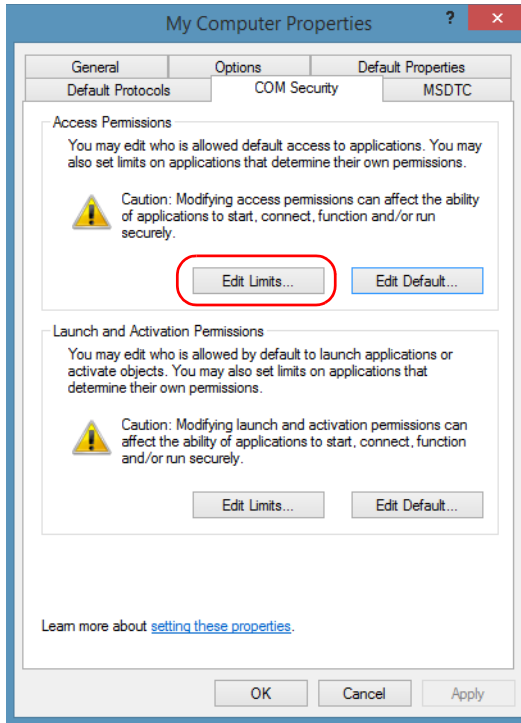 My Computer Properties
? ×
General Options Default Properties
Default Protocols COM Security MSDTC
Access Permissions
You may edit who is allowed default access to applications. You may
also set limits on applications that determine their own permissions.
Caution: Modifying access permissions can affect the ability
of applications to start, connect, function and/or run
securely.
Edit Limits... Edit Default...
Launch and Activation Permissions
You may edit who is allowed by default to launch applications or
activate objects. You may also set limits on applications that
determine their own permissions.
Caution: Modifying launch and activation permissions can
affect the ability of applications to start, connect, function
and/or run securely.
Edit Limits... Edit Default...
Learn more about setting these properties.
OK Cancel Apply